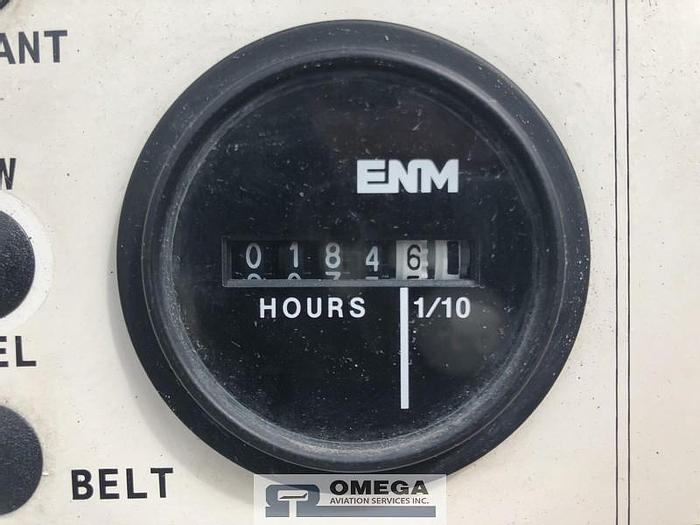 ANT
W
ENM
0 1 8 4 6
HOURS 1/10
EL
BELT
OMEGA
AVIATION SERVICES INC.